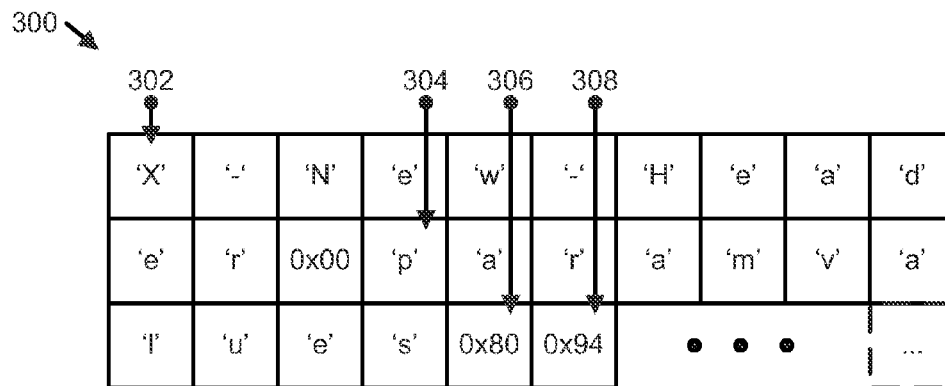 300
302 304 306 308
‘X’ ‘-‘ ‘N’ ‘e’ ‘w’ ‘-‘ ‘H’ ‘e’ ‘a’ ‘d’
‘e’ ‘r’ 0x00 ‘p’ ‘a’ ‘r’ ‘a’ ‘m’ ‘v’ ‘a’
‘l’ ‘u’ ‘e’ ‘s’ 0x80 0x94 ...